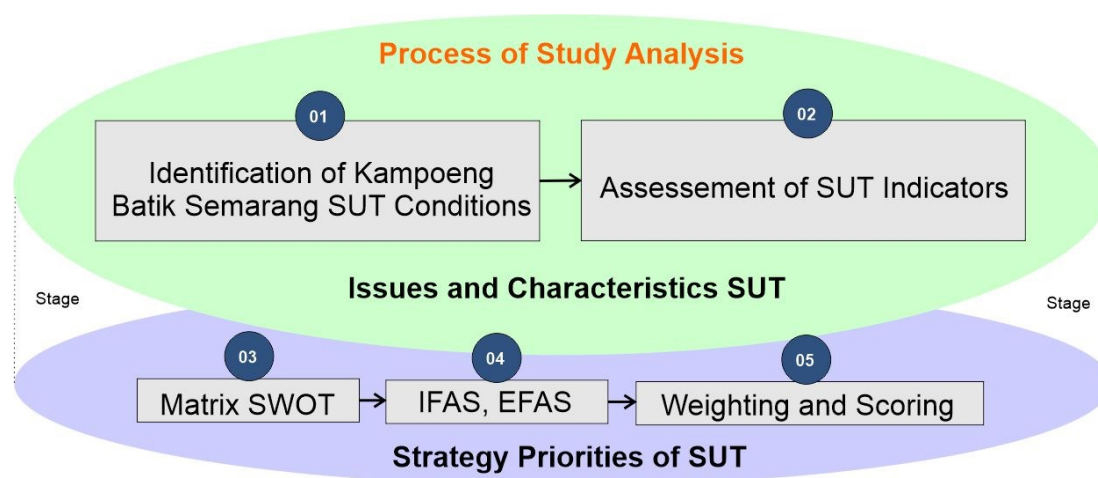 Process of Study Analysis
01
02
Identification of Kampoeng
Batik Semarang SUT Conditions
Assessement of SUT Indicators
Issues and Characteristics SUT
Stage
Stage
03
04
05
Matrix SWOT
IFAS, EFAS
Weighting and Scoring
Strategy Priorities of SUT